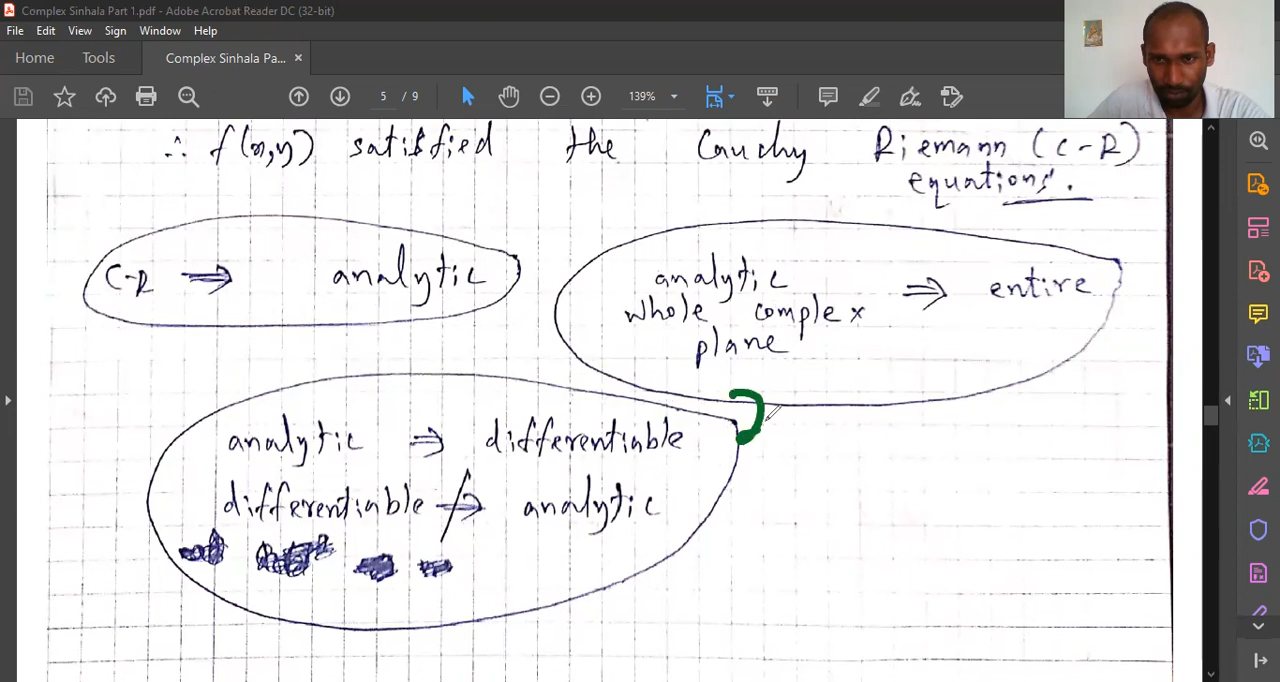 Complex Sinhala Part 1.pdf - Adobe Acrobat Reader DC (32-bit)
File Edit View Sign Window Help
Home Tools Complex Sinhala Pa... ×
5 / 9 139%
∴ f(x,y) satisfied the Cauchy Riemann (C-R)
equations.
C-R ⇒ analytic
analytic
whole complex
plane
⇒ entire
analytic ⇒ differentiable
differentiable ⇏ analytic